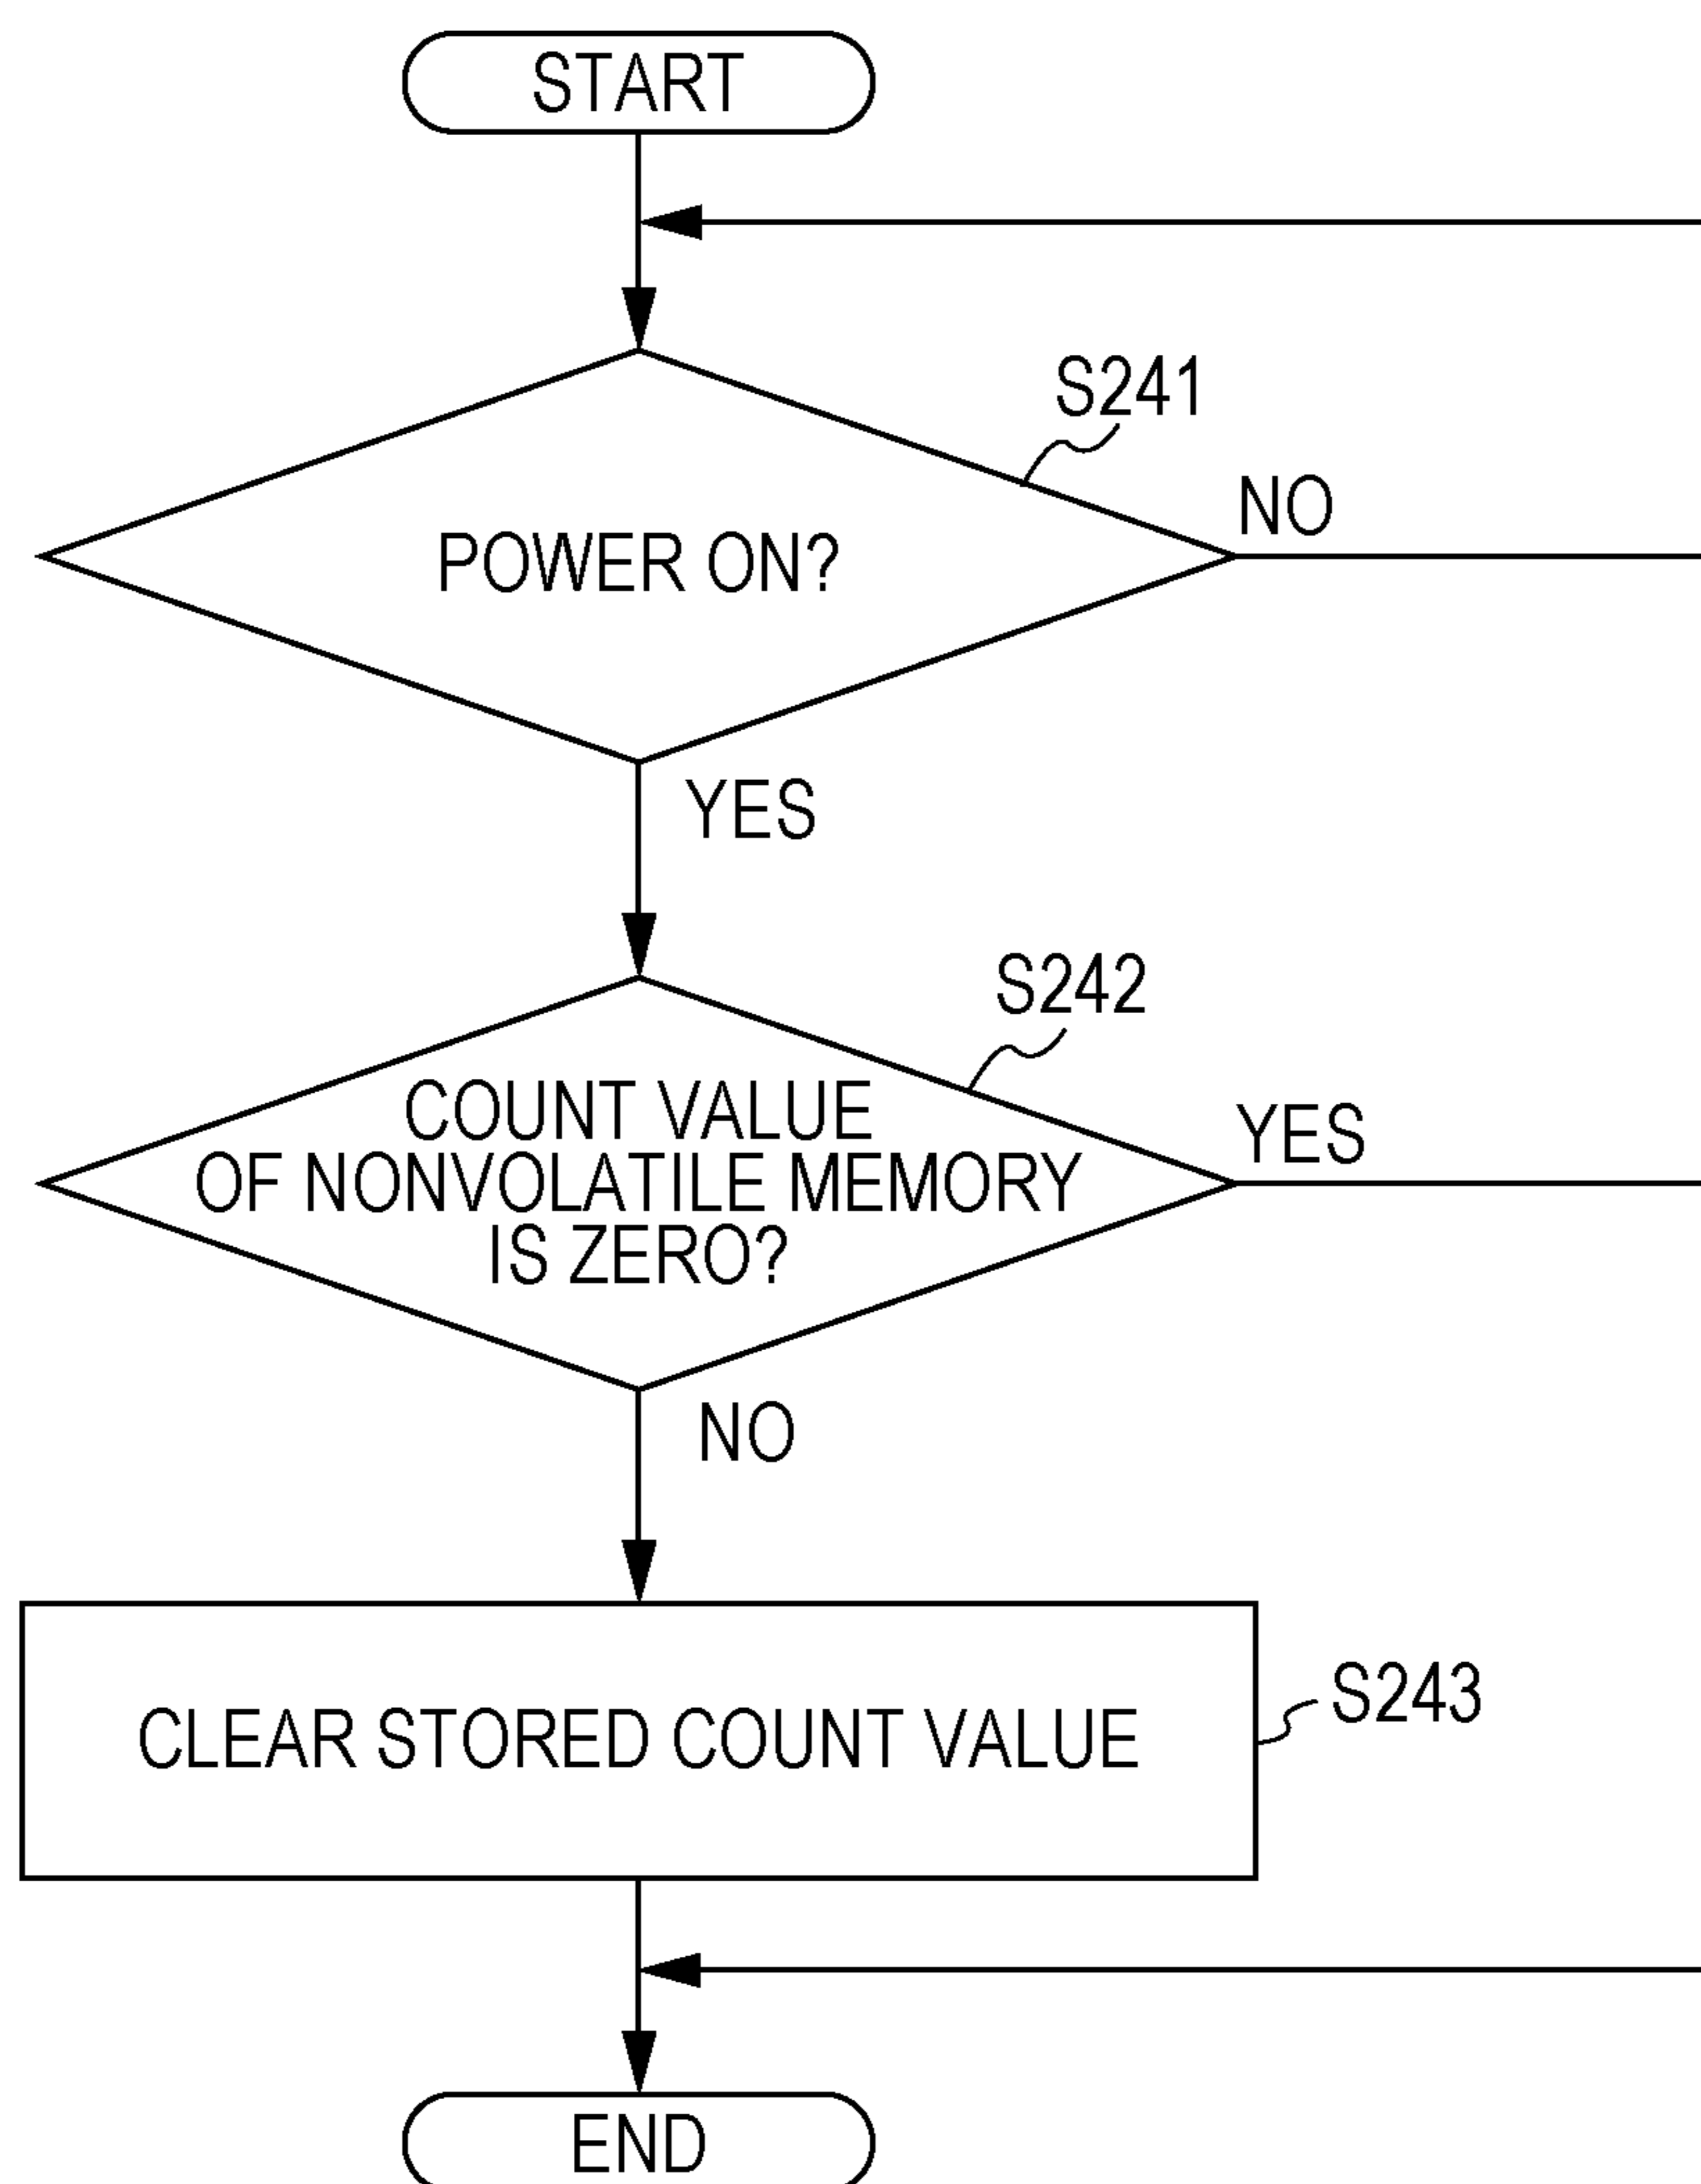 START
S241
NO
POWER ON?
YES
S242
COUNT VALUE
YES
OF NONVOLATILE MEMORY
IS ZERO?
NO
S243
CLEAR STORED COUNT VALUE
END